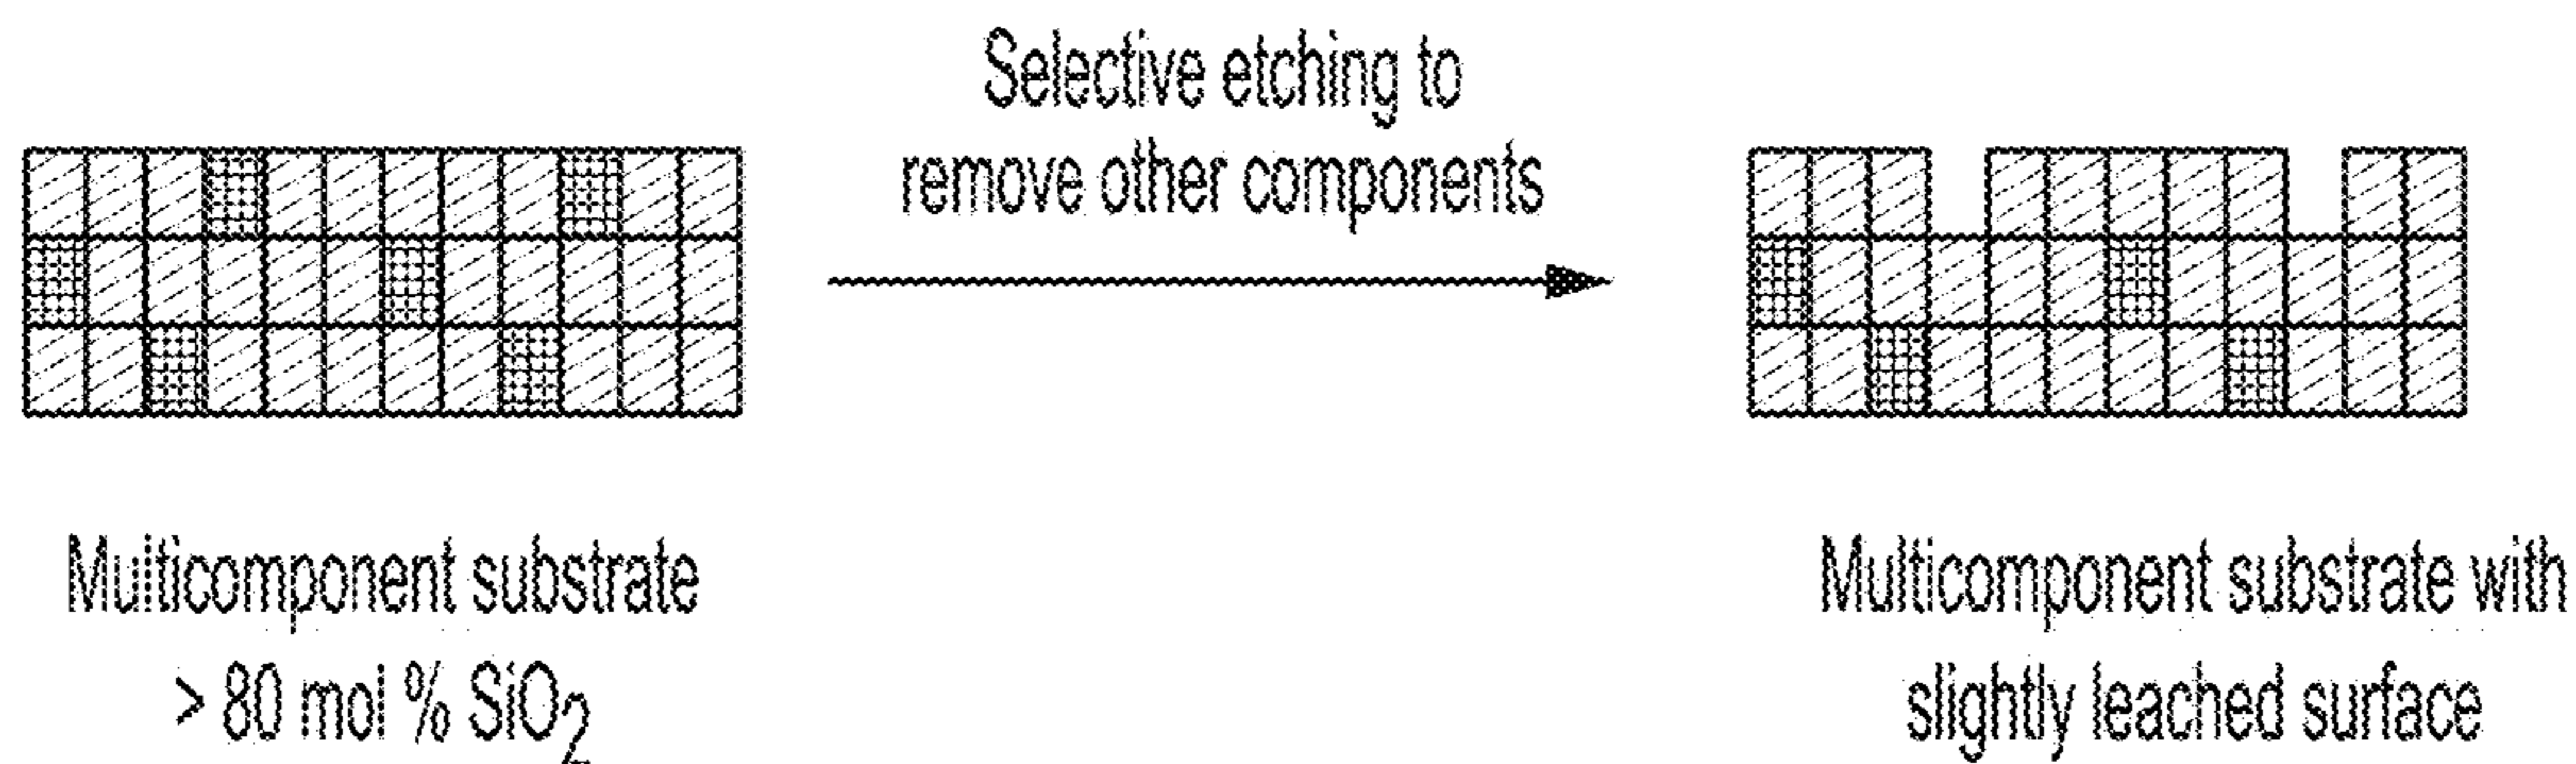 Selective etching to
remove other components
Multicomponent substrate
> 80 mol % SiO₂
Multicomponent substrate with
slightly leached surface